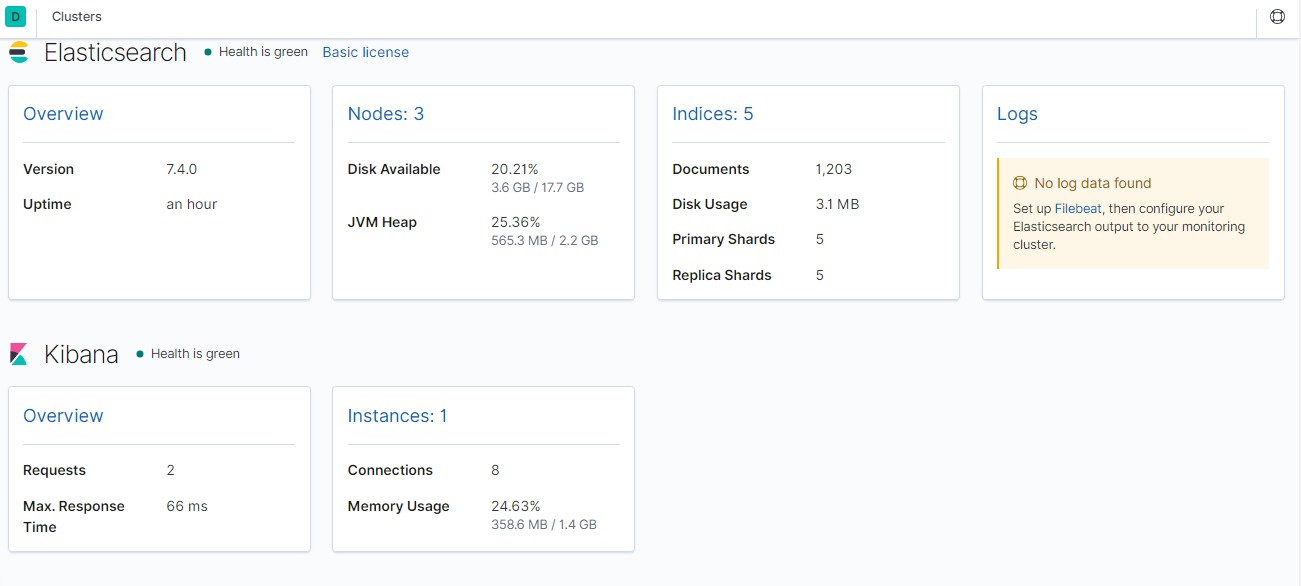 D Clusters
Elasticsearch Health is green Basic license
Overview
Version 7.4.0
Uptime an hour
Nodes: 3
Disk Available 20.21%
3.6 GB / 17.7 GB
JVM Heap 25.36%
565.3 MB / 2.2 GB
Indices: 5
Documents 1,203
Disk Usage 3.1 MB
Primary Shards 5
Replica Shards 5
Logs
No log data found
Set up Filebeat, then configure your
Elasticsearch output to your monitoring
cluster.
Kibana Health is green
Overview
Requests 2
Max. Response 66 ms
Time
Instances: 1
Connections 8
Memory Usage 24.63%
358.6 MB / 1.4 GB